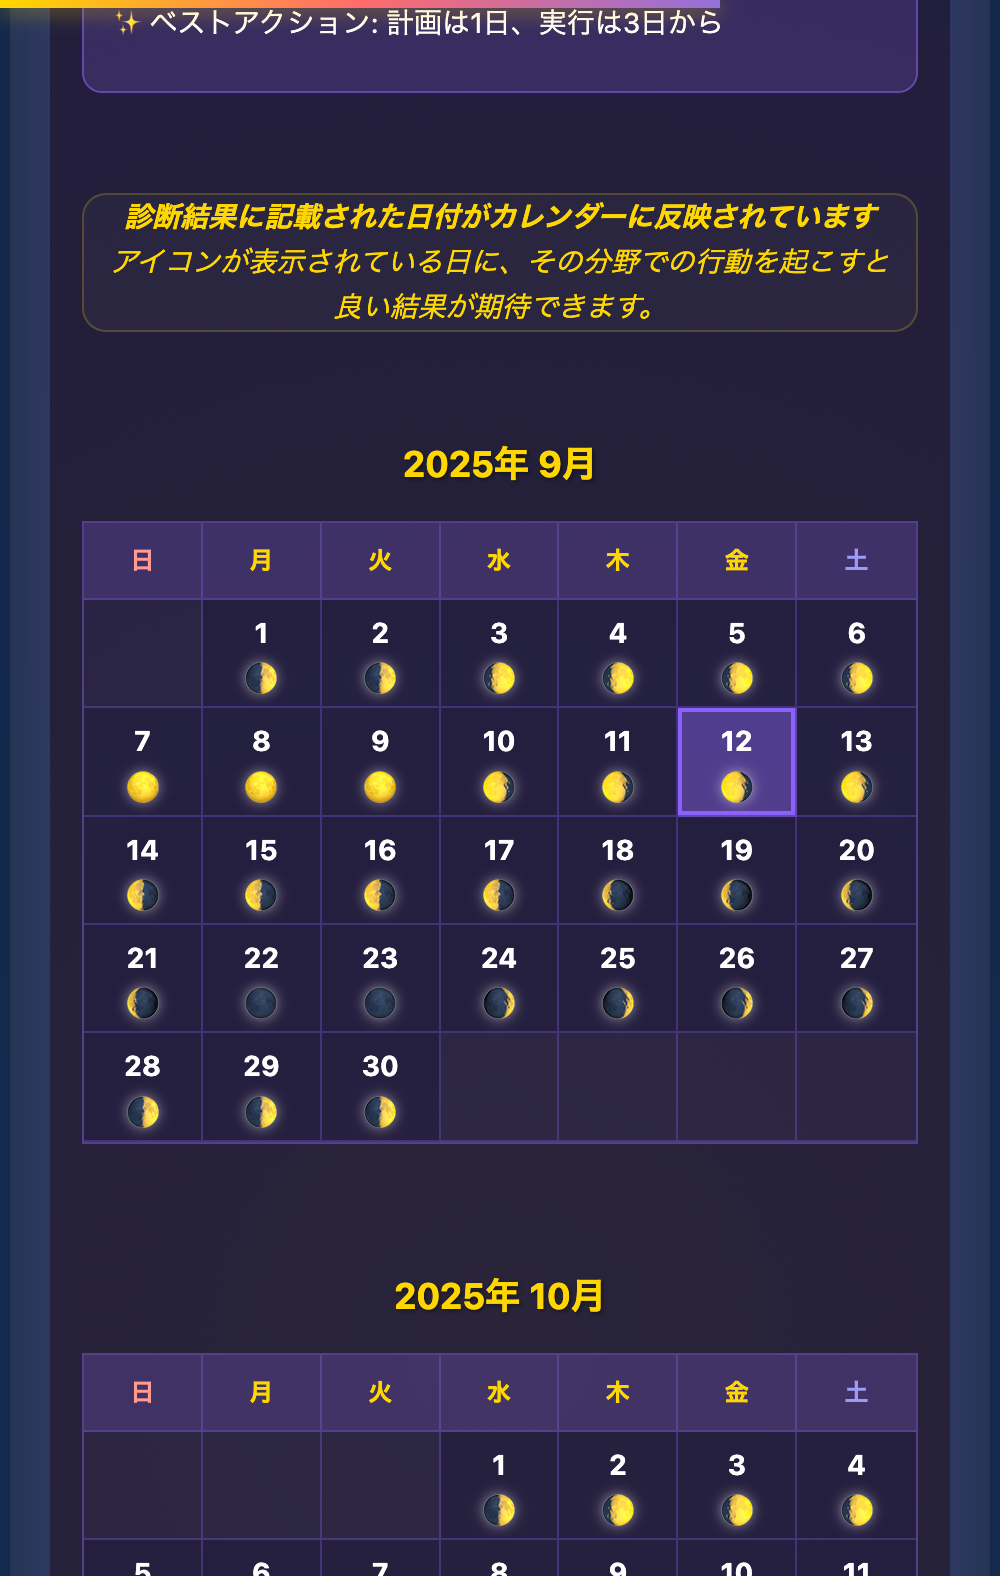 ✨ ベストアクション: 計画は1日、実行は3日から
診断結果に記載された日付がカレンダーに反映されています
アイコンが表示されている日に、その分野での行動を起こすと
良い結果が期待できます。
2025年 9月
日 月 火 水 木 金 土
1 2 3 4 5 6
7 8 9 10 11 12 13
14 15 16 17 18 19 20
21 22 23 24 25 26 27
28 29 30
2025年 10月
日 月 火 水 木 金 土
1 2 3 4
5 6 7 8 9 10 11